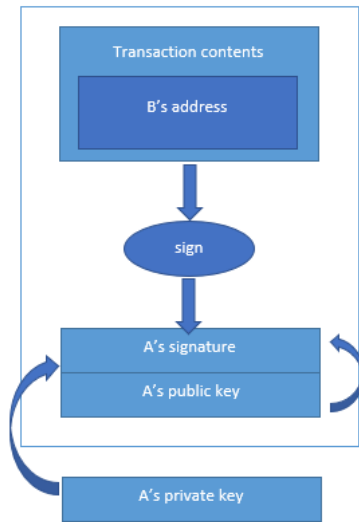 Transaction contents
B's address
sign
A's signature
A's public key
A's private key